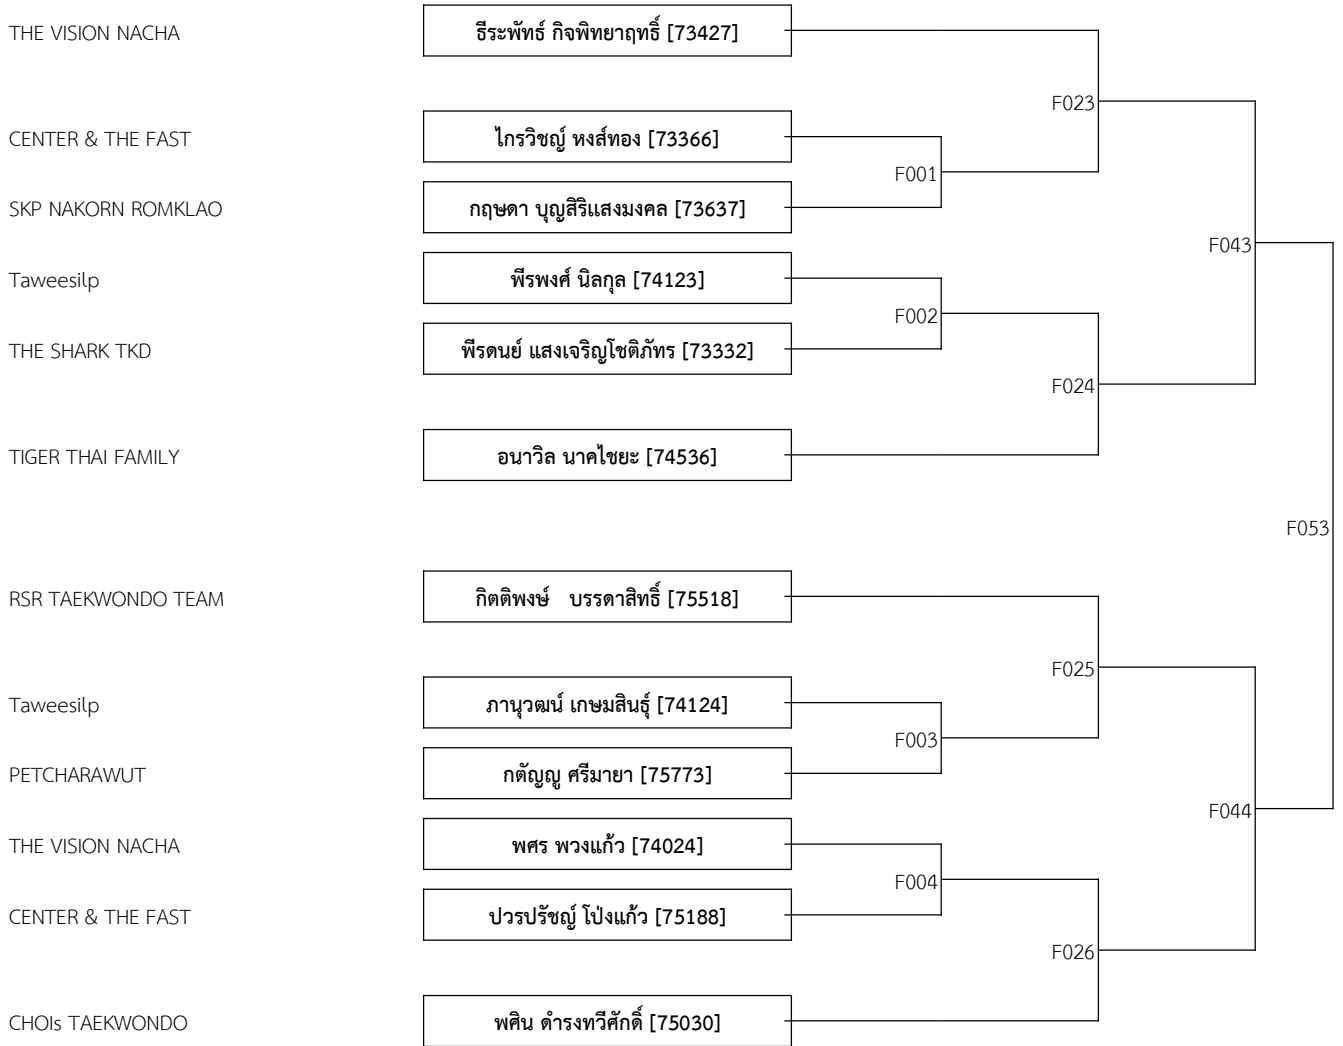 THE VISION NACHA ธีระพัทธ์ กิจพิทยาฤทธิ์ [73427]
F023
CENTER & THE FAST ไกรวิชญ์ หงส์ทอง [73366]
F001
SKP NAKORN ROMKLAO กฤษดา บุญสิริแสงมงคล [73637]
F043
Taweesilp พีรพงศ์ นิลกุล [74123]
F002
THE SHARK TKD พีรดนย์ แสงเจริญโชติภัทร [73332]
F024
TIGER THAI FAMILY อนาวิล นาคไชยะ [74536]
F053
RSR TAEKWONDO TEAM กิตติพงษ์ บรรดาสิทธิ์ [75518]
F025
Taweesilp ภานุวฒน์ เกษมสินธุ์ [74124]
F003
PETCHARAWUT กตัญญู ศรีมายา [75773]
F044
THE VISION NACHA พศร พวงแก้ว [74024]
F004
CENTER & THE FAST ปวรปรัชญ์ โป่งแก้ว [75188]
F026
CHOIs TAEKWONDO พศิน ดำรงทวีศักดิ์ [75030]